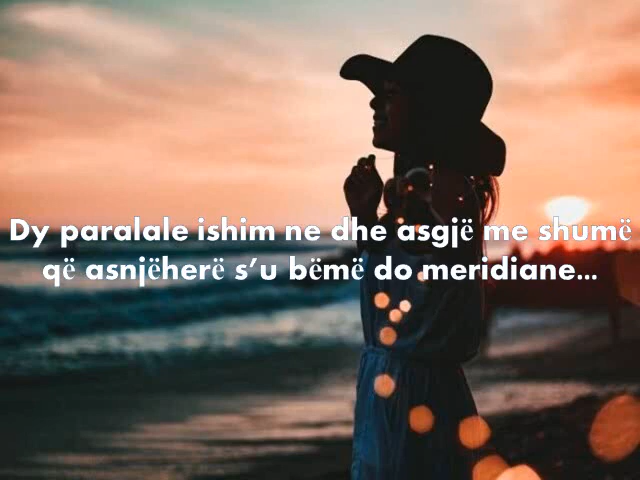 Dy paralale ishim ne dhe asgjë me shumë
që asnjëherë s’u bëmë do meridiane...